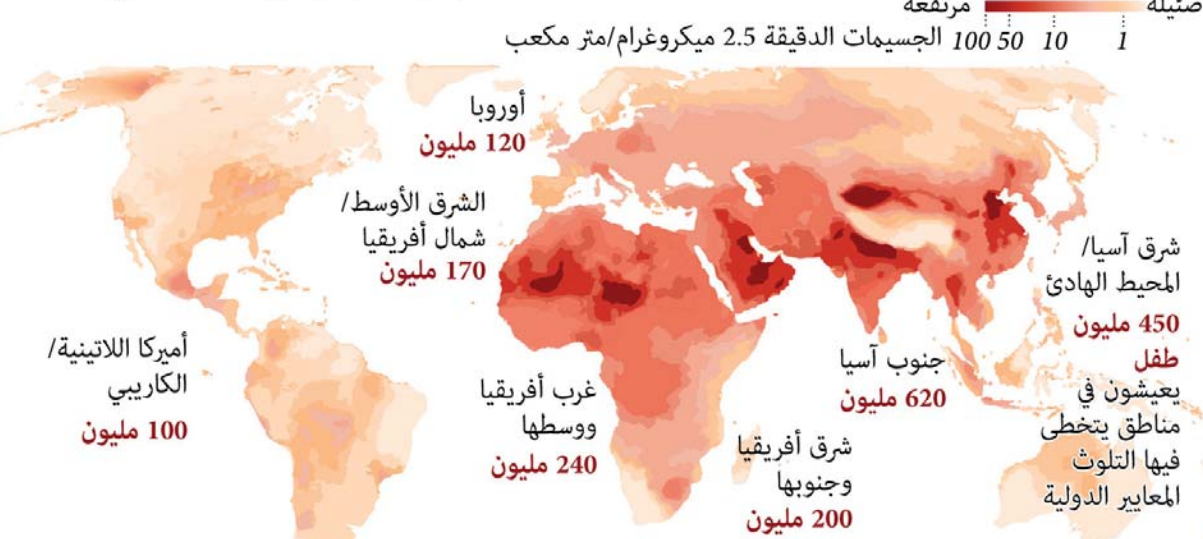 ضئيلة
مرتفعة
1 10 50 100 الجسيمات الدقيقة 2.5 ميكروغرام/متر مكعب
أوروبا
120 مليون
الشرق الأوسط/
شمال أفريقيا
170 مليون
شرق آسيا/
المحيط الهادئ
450 مليون
طفل
يعيشون في
مناطق يتخطى
فيها التلوث
المعايير الدولية
جنوب آسيا
620 مليون
أميركا اللاتينية/
الكاريبي
100 مليون
غرب أفريقيا
ووسطها
240 مليون
شرق أفريقيا
وجنوبها
200 مليون